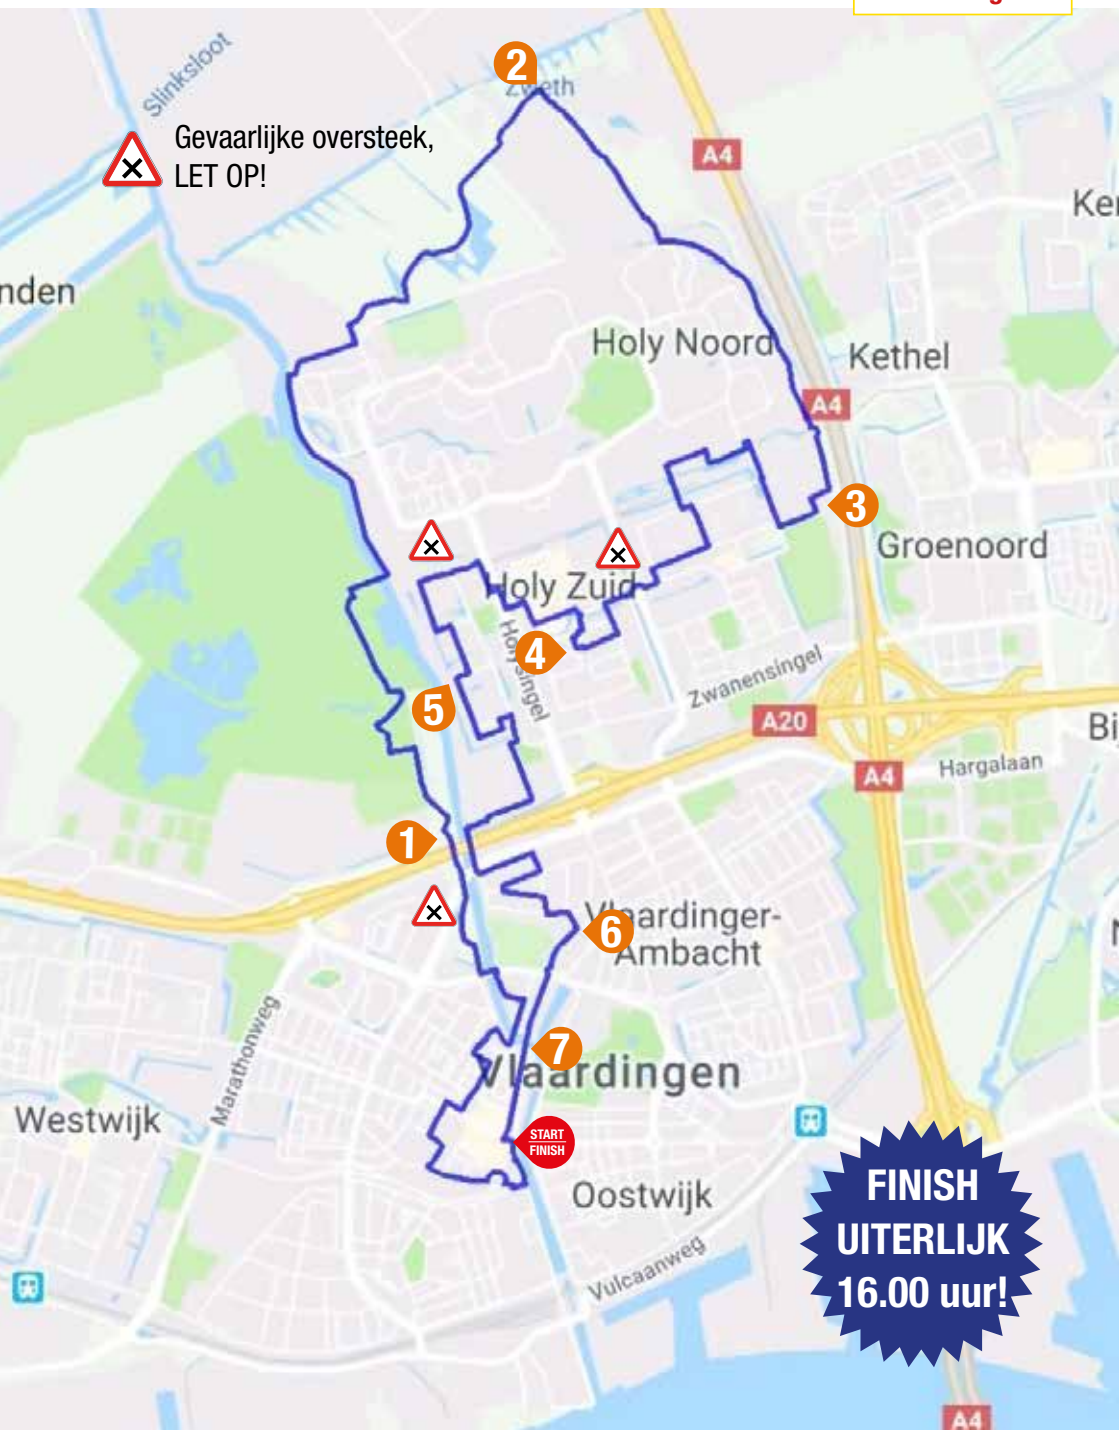 2
Slinksloot
Zweth
Gevaarlijke oversteek,
LET OP!
A4
nden
Holy Noord
Kethel
A4
3
Groenoord
Holy Zuid
4
Holysingel
Zwanensingel
5
A20
A4
Hargalaan
1
Vlaardinger-
Ambacht
6
7
Vlaardingen
Marathonweg
Westwijk
START
FINISH
Oostwijk
Vulcaanweg
FINISH
UITERLIJK
16.00 uur!
A4